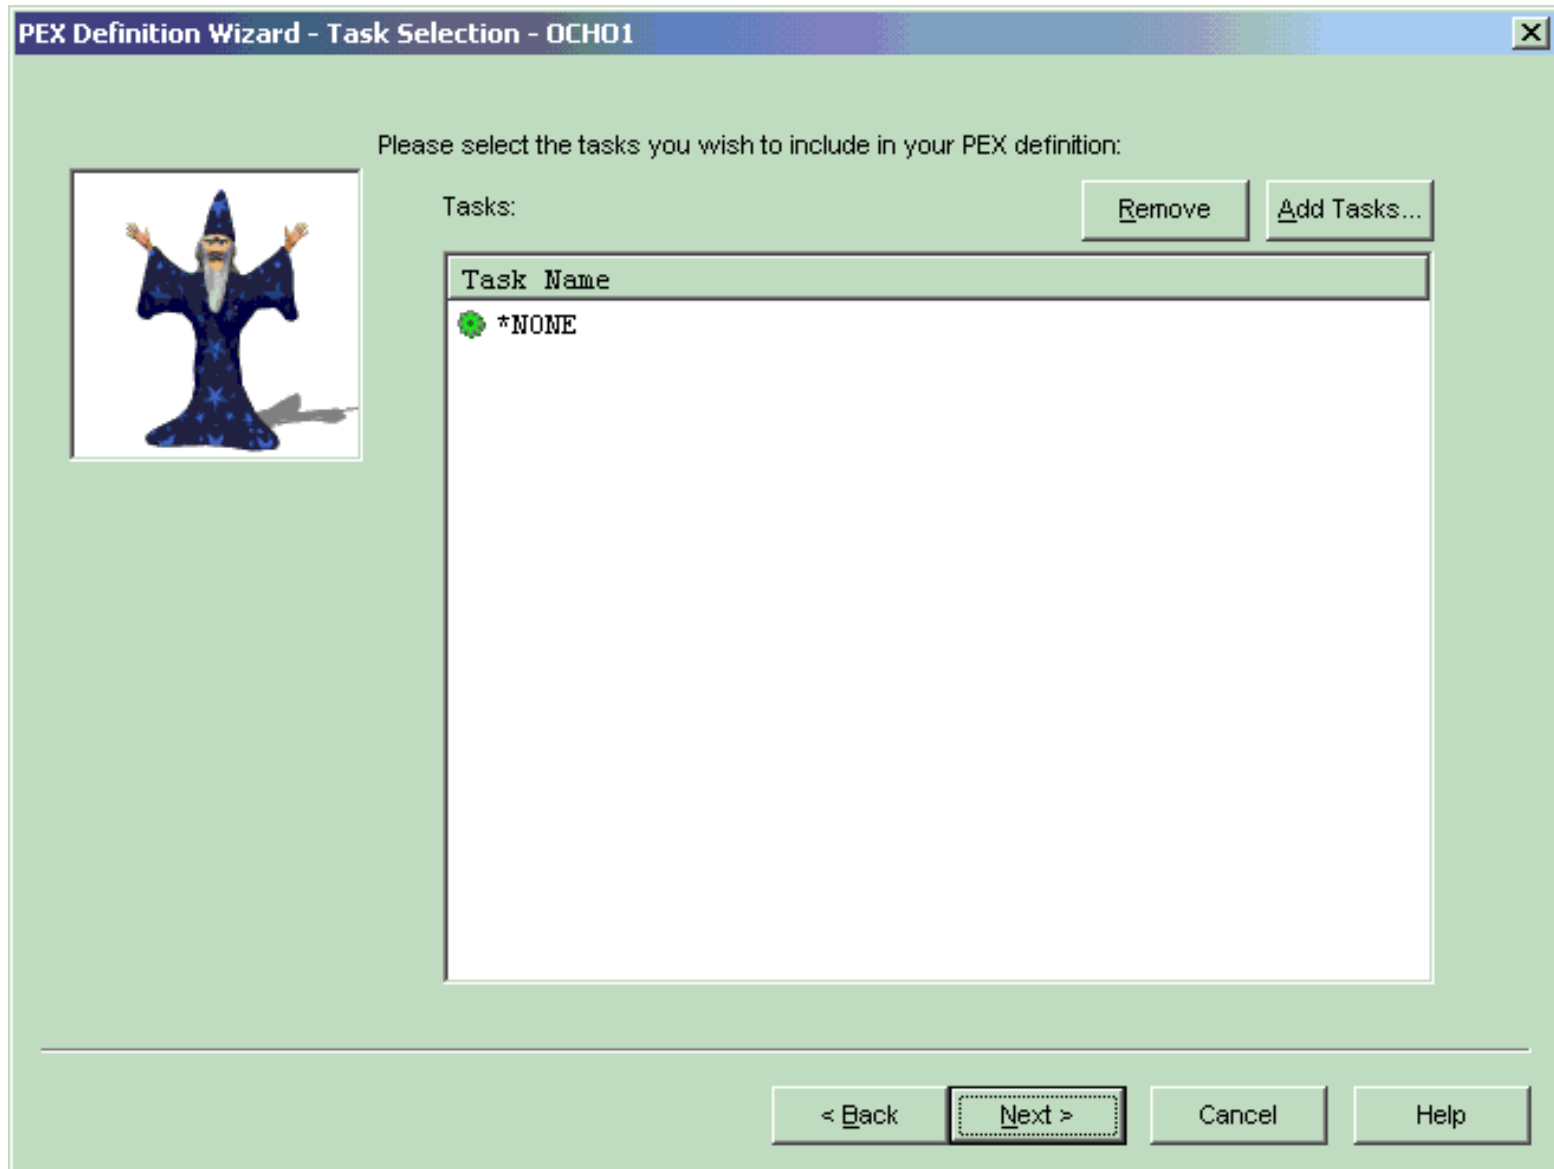 PEX Definition Wizard - Task Selection - OCHO1
Please select the tasks you wish to include in your PEX definition:
Tasks:
Remove
Add Tasks...
Task Name
*NONE
< Back
Next >
Cancel
Help